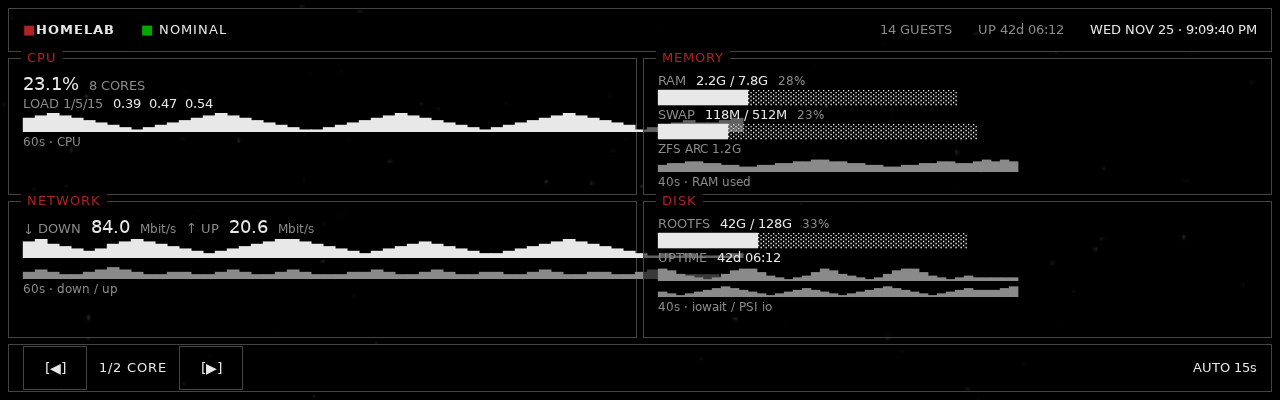 HOMELAB NOMINAL 14 GUESTS UP 42d 06:12 WED NOV 25 · 9:09:40 PM
CPU
23.1% 8 CORES
LOAD 1/5/15 0.39 0.47 0.54
60s · CPU
MEMORY
RAM 2.2G / 7.8G 28%
SWAP 118M / 512M 23%
ZFS ARC 1.2G
40s · RAM used
NETWORK
↓ DOWN 84.0 Mbit/s ↑ UP 20.6 Mbit/s
60s · down / up
DISK
ROOTFS 42G / 128G 33%
UPTIME 42d 06:12
40s · iowait / PSI io
[◀] 1/2 CORE [▶] AUTO 15s